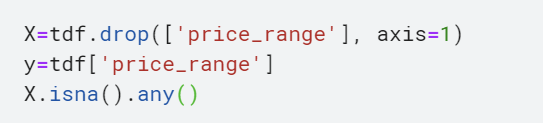 X=tdf.drop(['price_range'], axis=1)
y=tdf['price_range']
X.isna().any()